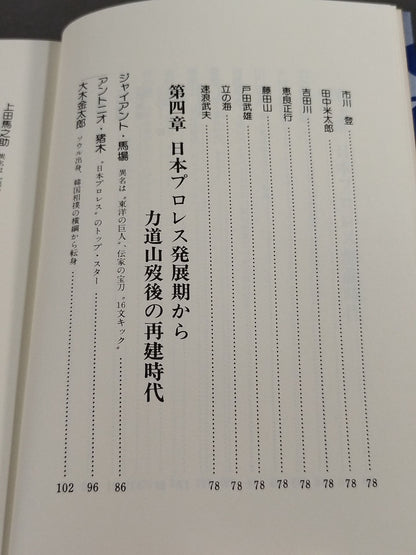 市川 登……78
田中米太郎……78
吉田川……78
恵良正行……78
藤田山……78
戸田武雄……78
立の海……78
速浪武夫……78
第四章 日本プロレス発展期から
力道山歿後の再建時代
ジャイアント・馬場 異名は〝東洋の巨人〟、伝家の宝刀〝16文キック〟……86
アントニオ・猪木 〝日本プロレス〟のトップ・スター……96
大木金太郎 ソウル出身、韓国相撲の横綱から転身……102
上田馬之助 異名は